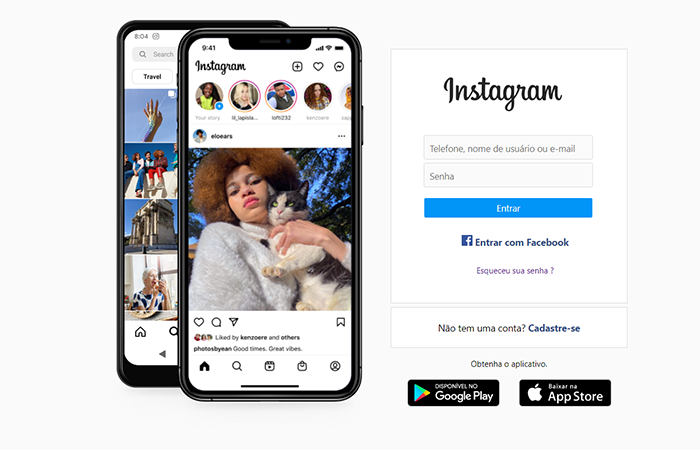 8:04
Search
Travel
9:41
Instagram
Your story
lil_lapisla...
lofti232
kenzoere
eloears
Liked by kenzoere and others
photosbyean Good times. Great vibes.
Instagram
Telefone, nome de usuário ou e-mail
Senha
Entrar
Entrar com Facebook
Esqueceu sua senha ?
Não tem uma conta? Cadastre-se
Obtenha o aplicativo.
DISPONÍVEL NO
Google Play
Baixar na
App Store